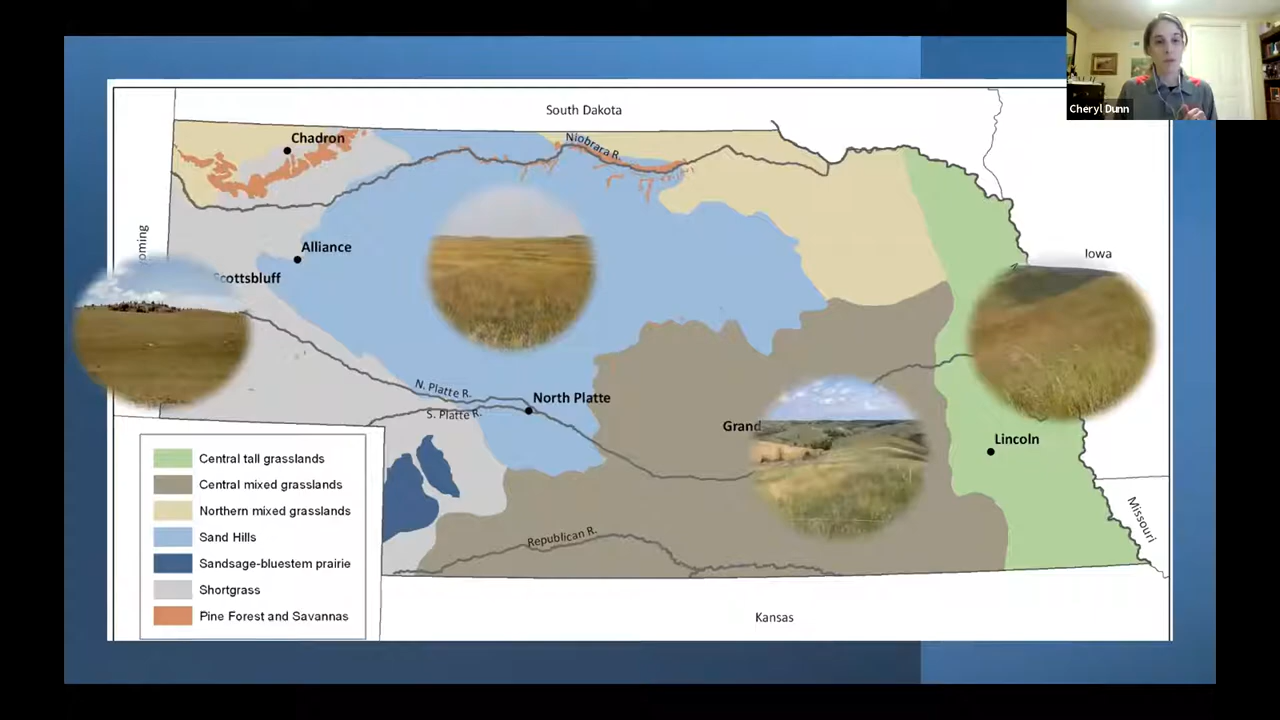 Cheryl Dunn
South Dakota
Chadron
Niobrara R.
oming
Alliance
Scottsbluff
Iowa
N. Platte R.
S. Platte R.
North Platte
Grand
Lincoln
Republican R.
Missouri
Kansas
Central tall grasslands
Central mixed grasslands
Northern mixed grasslands
Sand Hills
Sandsage-bluestem prairie
Shortgrass
Pine Forest and Savannas